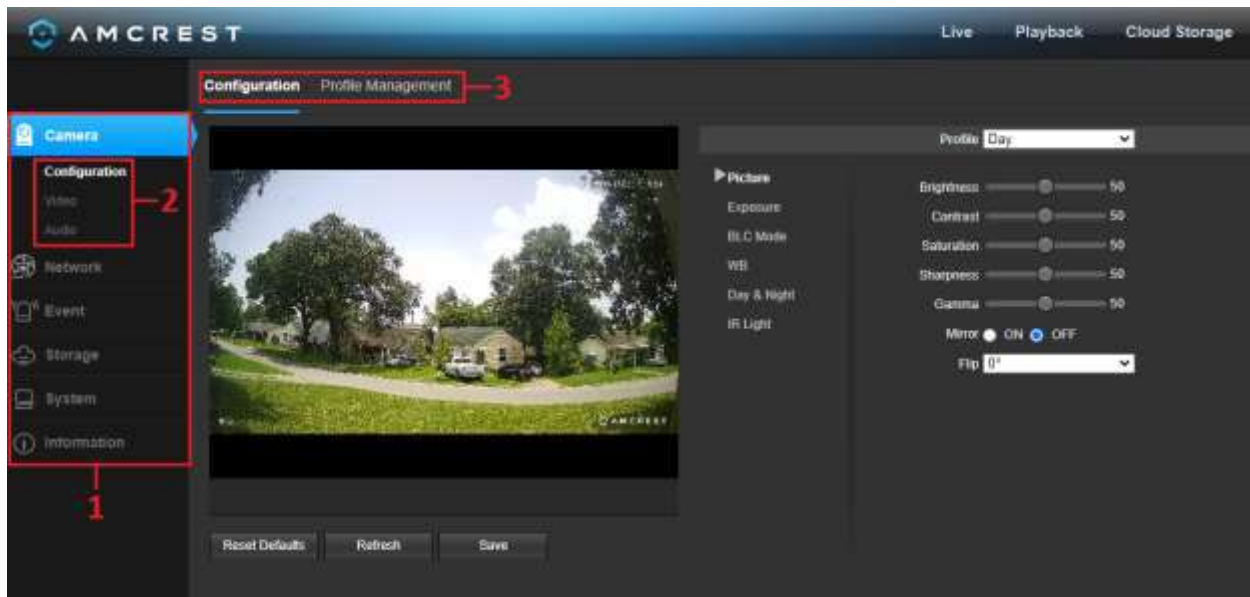 AMCREST
Live Playback Cloud Storage
Configuration Profile Management
3
Camera
Configuration
Video
Audio
2
Network
Event
Storage
System
Information
1
AMCREST
Reset Defaults Refresh Save
Profile Day
Picture
Exposure
BLC Mode
WB
Day & Night
IR Light
Brightness 50
Contrast 50
Saturation 50
Sharpness 50
Gamma 50
Mirror ON OFF
Flip 0°